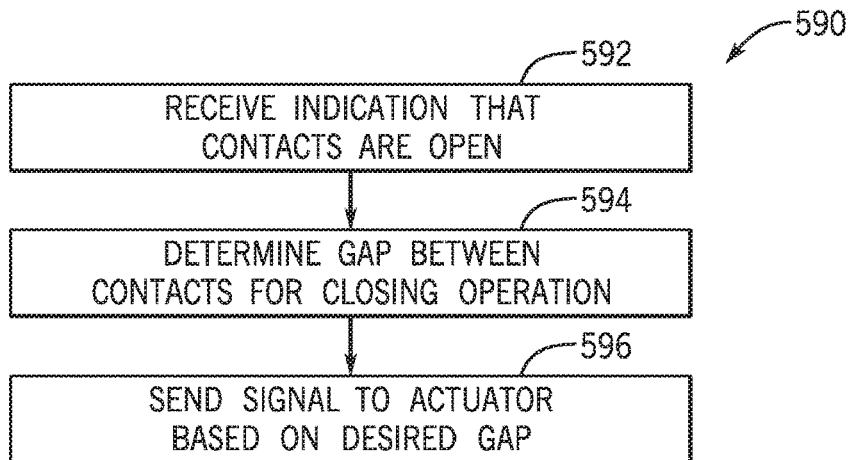 590
592
RECEIVE INDICATION THAT
CONTACTS ARE OPEN
594
DETERMINE GAP BETWEEN
CONTACTS FOR CLOSING OPERATION
596
SEND SIGNAL TO ACTUATOR
BASED ON DESIRED GAP